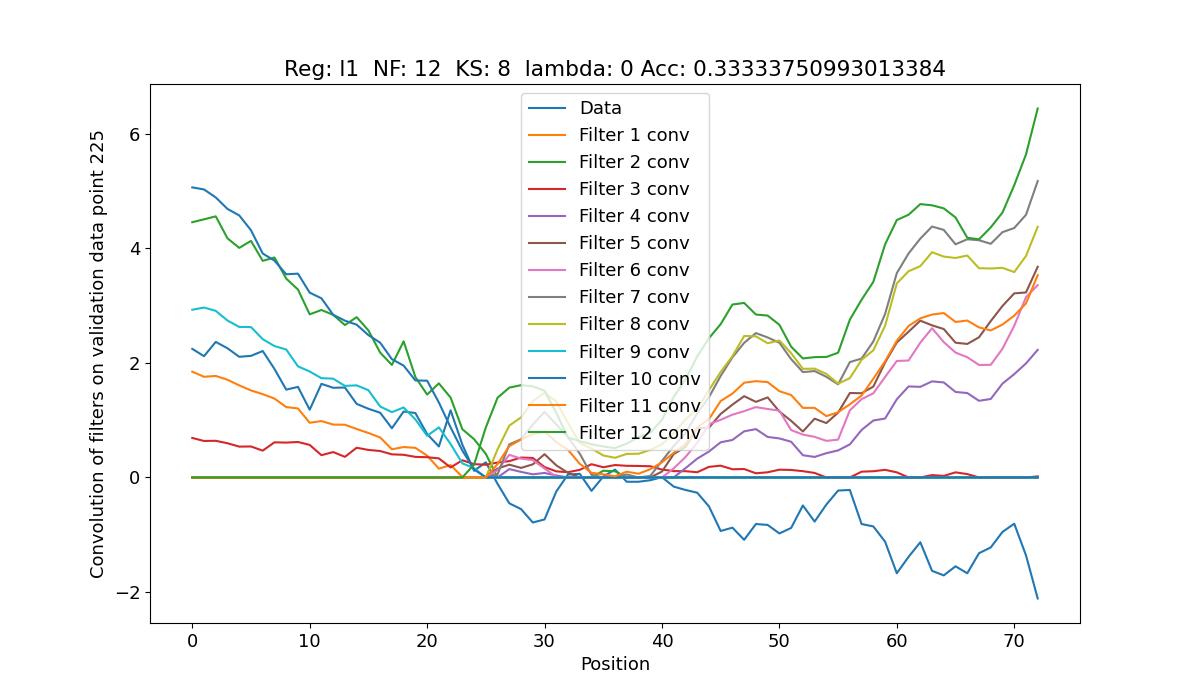 Reg: l1  NF: 12  KS: 8  lambda: 0 Acc: 0.33333750993013384
Convolution of filters on validation data point 225
6
4
2
0
−2
Data
Filter 1 conv
Filter 2 conv
Filter 3 conv
Filter 4 conv
Filter 5 conv
Filter 6 conv
Filter 7 conv
Filter 8 conv
Filter 9 conv
Filter 10 conv
Filter 11 conv
Filter 12 conv
0 10 20 30 40 50 60 70
Position